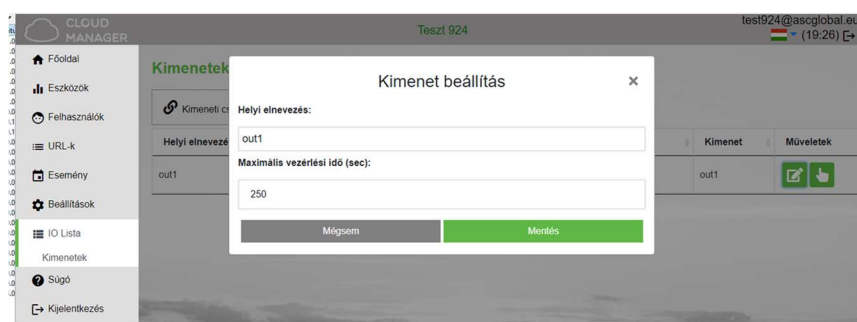 CLOUD
MANAGER
Teszt 924
test924@ascglobal.eu
(19:26)
Főoldal
Eszközök
Felhasználók
URL-k
Esemény
Beállítások
IO Lista
Kimenetek
Súgó
Kijelentkezés
Kimenetek
Kimeneti
Helyi elnevezé
Kimenet
Műveletek
out1
out1
Kimenet beállítás
×
Helyi elnevezés:
out1
Maximális vezérlési idő (sec):
250
Mégsem
Mentés